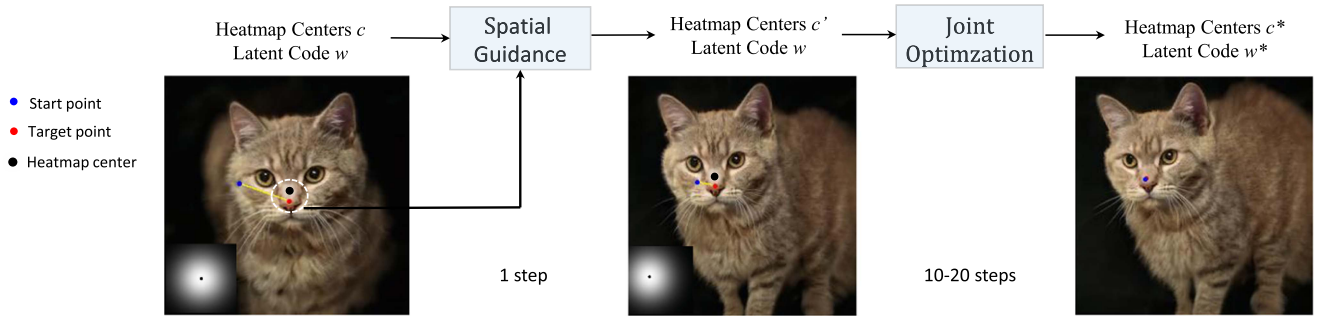 Heatmap Centers c
Latent Code w
Spatial
Guidance
Heatmap Centers c’
Latent Code w
Joint
Optimzation
Heatmap Centers c*
Latent Code w*
Start point
Target point
Heatmap center
1 step
10-20 steps